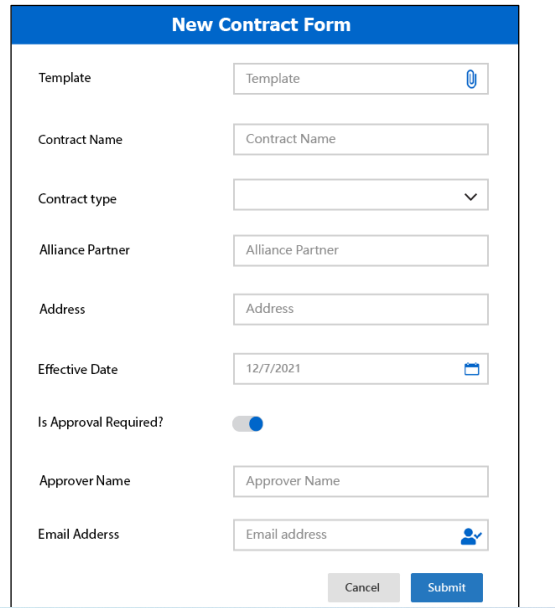 New Contract Form
Template Template
Contract Name Contract Name
Contract type
Alliance Partner Alliance Partner
Address Address
Effective Date 12/7/2021
Is Approval Required?
Approver Name Approver Name
Email Adderss Email address
Cancel Submit